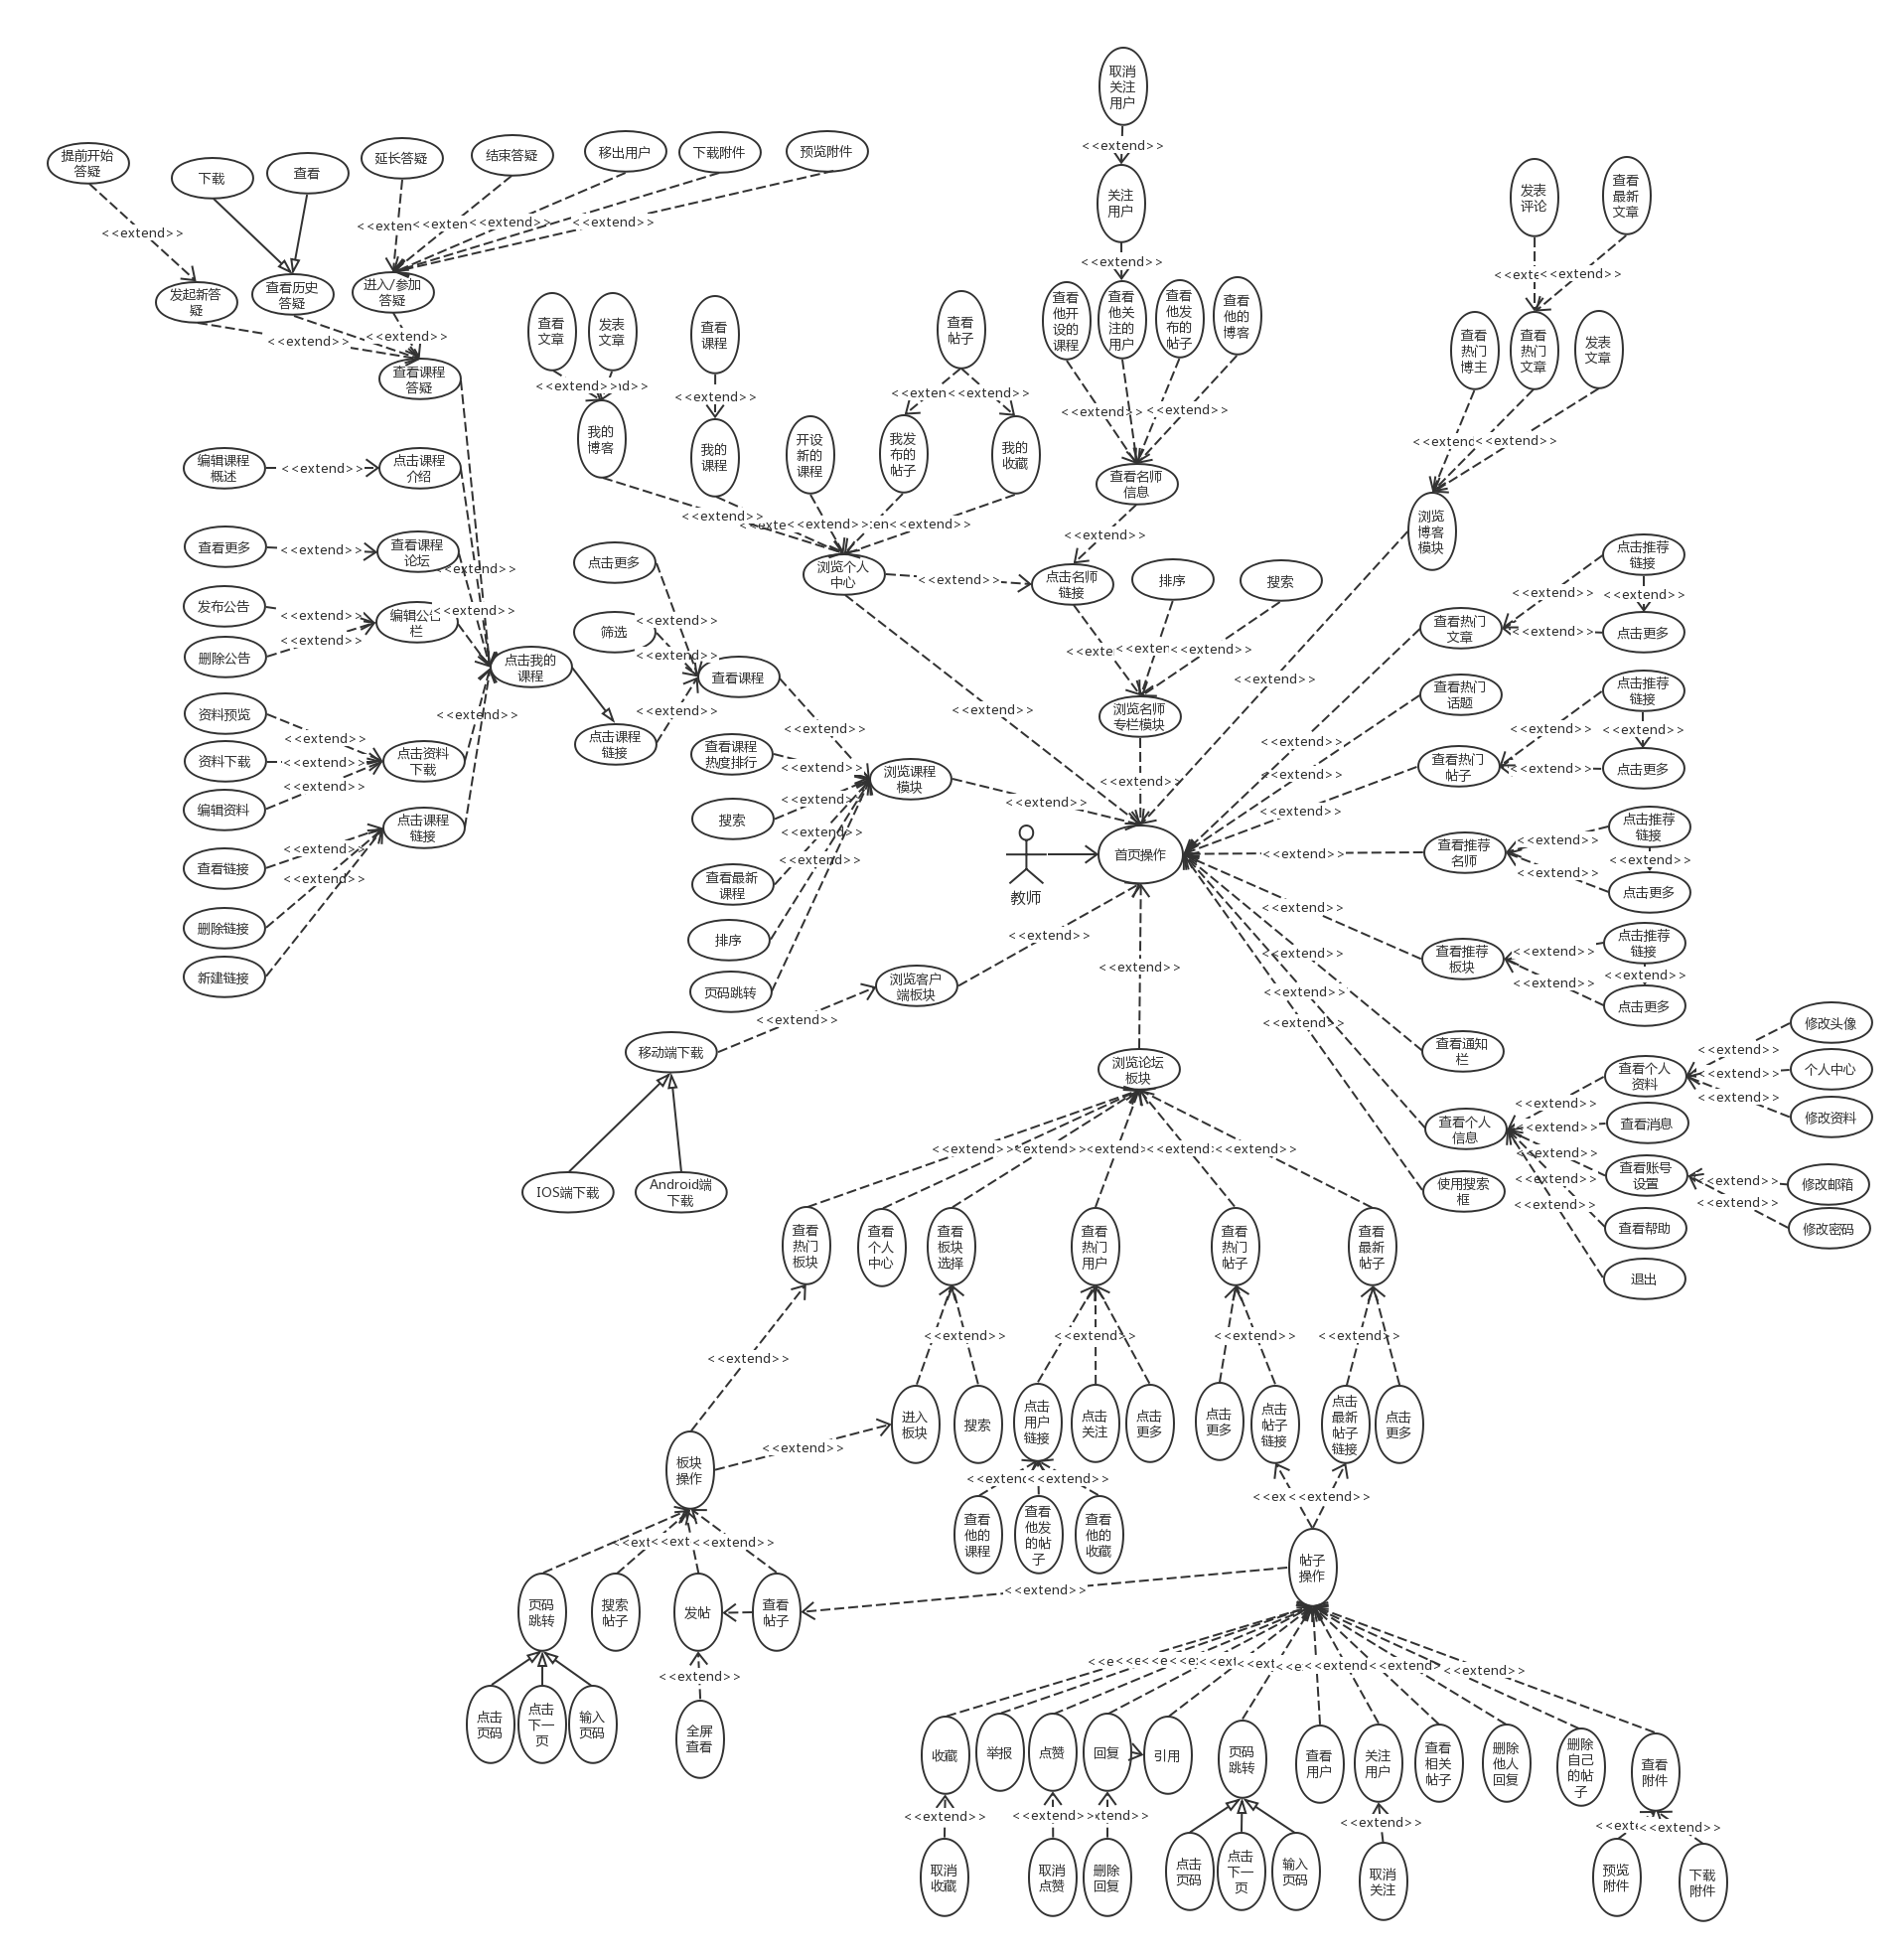 取消
关注
用户
<<extend>>
提前开始
答疑
下载
查看
延长答疑
结束答疑
移出用户
下载附件
预览附件
关注
用户
发表
评论
查看
最新
文章
<<extend>>
<<extend>>
<<extend>>
<<extend>>
<<extend>>
发起新答
疑
查看历史
答疑
进入/参加
答疑
<<extend>>
<<extend>>
查看
文章
发表
文章
查看
课程
查看
帖子
查看
他开
设的
课程
查看
他关
注的
用户
查看
他发
布的
帖子
查看
他的
博客
查看
热门
博主
查看
热门
文章
发表
文章
查看课程
答疑
<<extend>>
<<extend>>
<<extend>>
<<extend>>
<<extend>>
<<extend>>
我的
博客
我的
课程
开设
新的
课程
我发
布的
帖子
我的
收藏
查看名师
信息
编辑课程
概述
<<extend>>
点击课程
介绍
<<extend>>
<<extend>>
<<extend>>
<<extend>>
<<extend>>
浏览
博客
模块
查看更多
<<extend>>
查看课程
论坛
<<extend>>
点击更多
浏览个人
中心
<<extend>>
点击名师
链接
排序
搜索
点击推荐
链接
<<extend>>
<<extend>>
发布公告
<<extend>>
编辑公告
栏
<<extend>>
筛选
<<extend>>
查看热门
文章
<<extend>>
点击更多
删除公告
<<extend>>
点击我的
课程
<<extend>>
查看课程
<<extend>>
<<extend>>
查看热门
话题
点击推荐
链接
资料预览
<<extend>>
<<extend>>
<<extend>>
<<extend>>
浏览名师
专栏模块
<<extend>>
<<extend>>
资料下载
<<extend>>
点击资料
下载
点击课程
链接
查看课程
热度排行
<<extend>>
<<extend>>
浏览课程
模块
<<extend>>
<<extend>>
<<extend>>
查看热门
帖子
<<extend>>
点击更多
编辑资料
<<extend>>
点击课程
链接
搜索
<<extend>>
<<extend>>
<<extend>>
<<extend>>
点击推荐
链接
查看链接
<<extend>>
<<extend>>
<<extend>>
首页操作
<<extend>>
查看推荐
名师
<<extend>>
<<extend>>
<<extend>>
点击更多
教师
查看最新
课程
删除链接
排序
<<extend>>
<<extend>>
查看推荐
板块
<<extend>>
点击推荐
链接
<<extend>>
新建链接
页码跳转
浏览客户
端板块
<<extend>>
<<extend>>
<<extend>>
<<extend>>
点击更多
<<extend>>
<<extend>>
移动端下载
浏览论坛
板块
查看通知
栏
查看个人
资料
<<extend>>
<<extend>>
<<extend>>
修改头像
个人中心
修改资料
<<extend>>
查看个人
信息
<<extend>>
查看消息
<<extend>>
<<extend>>
<<extend>>
IOS端下载
Android端
下载
<<extend>>
<<extend>>
使用搜索
框
查看账号
设置
<<extend>>
<<extend>>
修改邮箱
修改密码
查看帮助
退出
查看
热门
板块
查看
个人
中心
查看
板块
选择
查看
热门
用户
查看
热门
帖子
查看
最新
帖子
<<extend>>
<<extend>>
<<extend>>
<<extend>>
<<extend>>
进入
板块
搜索
点击
用户
链接
点击
关注
点击
更多
点击
更多
点击
帖子
链接
点击
最新
帖子
链接
点击
更多
板块
操作
<<extend>>
<<extend>>
<<extend>>
查看
他的
课程
查看
他发
的帖
子
查看
他的
收藏
<<extend>>
帖子
操作
<<extend>>
<<extend>>
页码
跳转
搜索
帖子
发帖
查看
帖子
<<extend>>
点击
页码
点击
下一
页
输入
页码
全屏
查看
<<extend>>
<<extend>>
收藏
举报
点赞
回复
引用
页码
跳转
查看
用户
关注
用户
查看
相关
帖子
删除
他人
回复
删除
自己
的帖
子
查看
附件
<<extend>>
<<extend>>
<<extend>>
<<extend>>
取消
收藏
取消
点赞
删除
回复
点击
页码
点击
下一
页
输入
页码
取消
关注
预览
附件
下载
附件